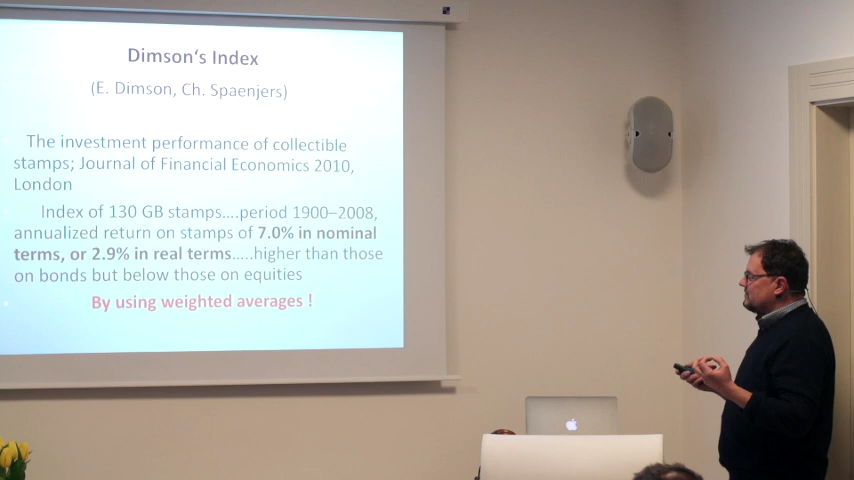 Dimson's Index
(E. Dimson, Ch. Spaenjers)
The investment performance of collectible
stamps; Journal of Financial Economics 2010,
London
Index of 130 GB stamps....period 1900–2008,
annualized return on stamps of 7.0% in nominal
terms, or 2.9% in real terms.....higher than those
on bonds but below those on equities
By using weighted averages !